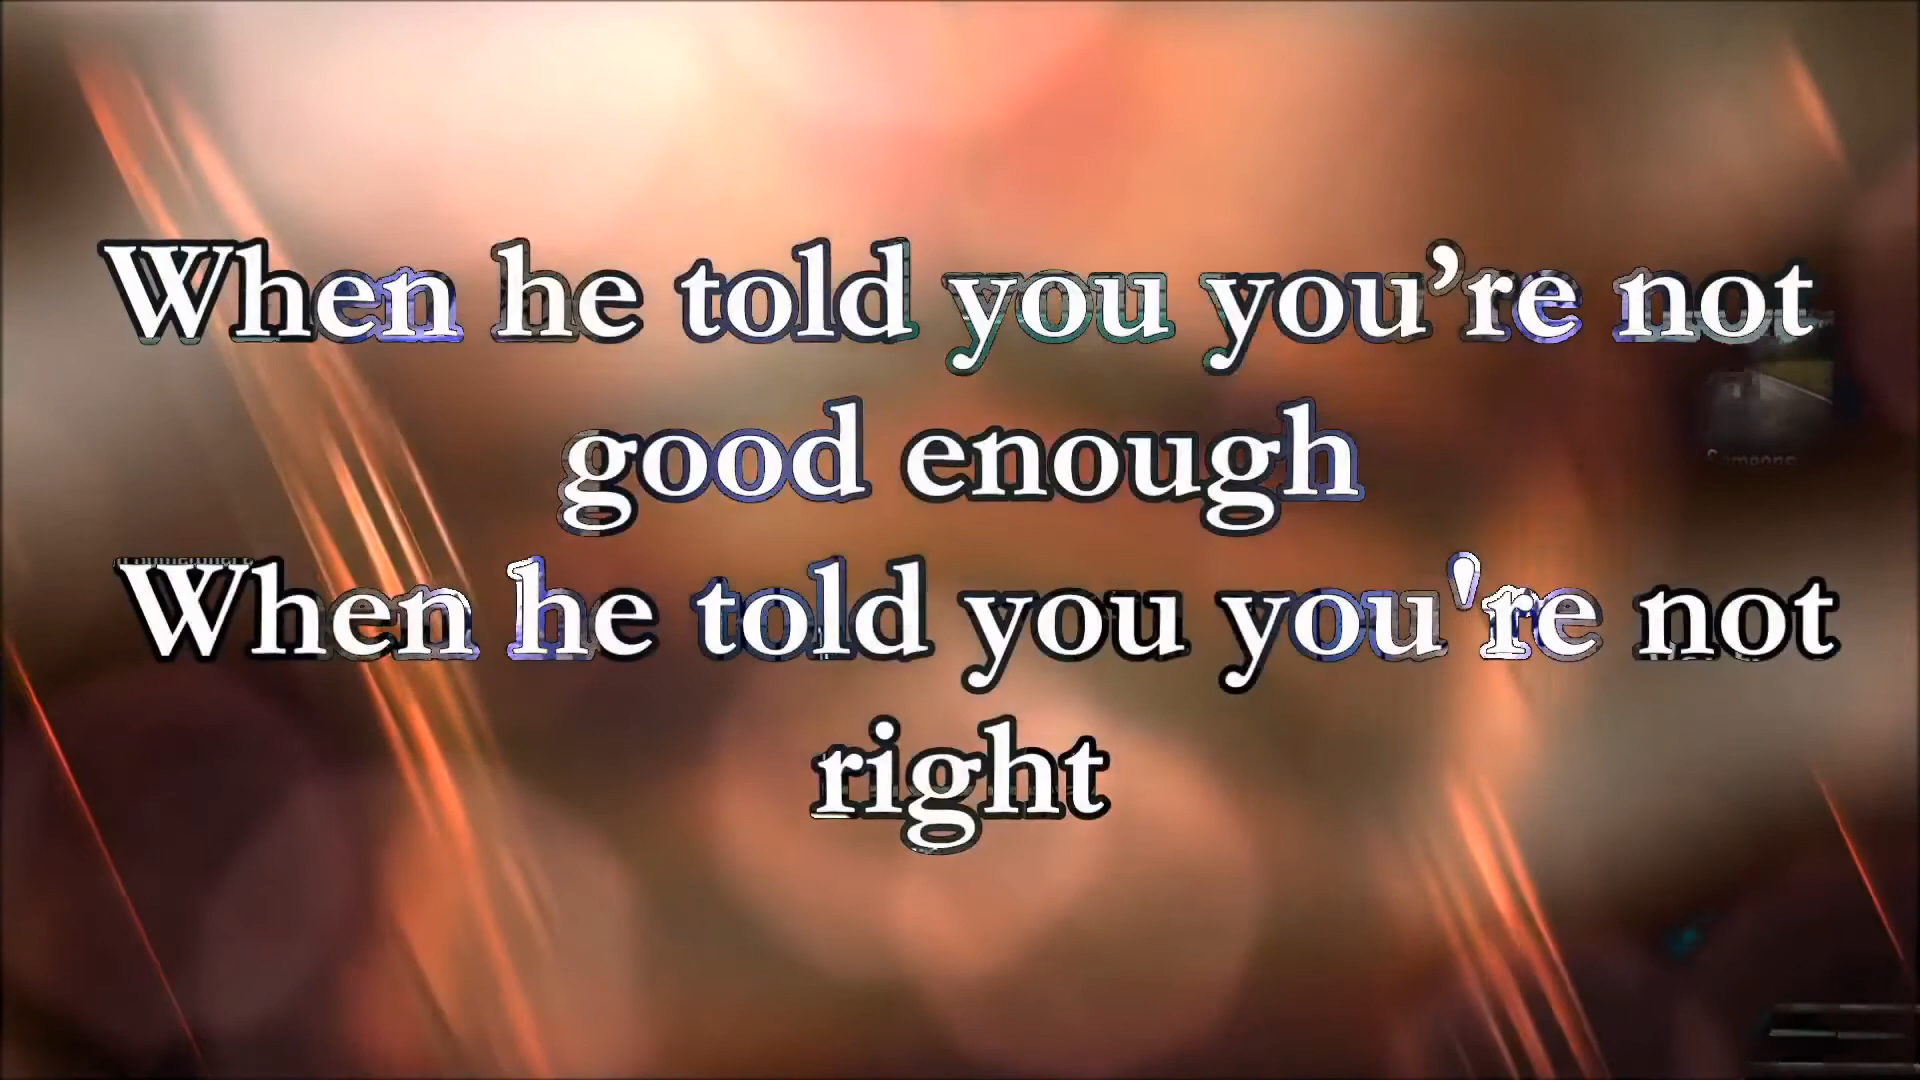 When he told you you’re not
good enough
When he told you you're not
right